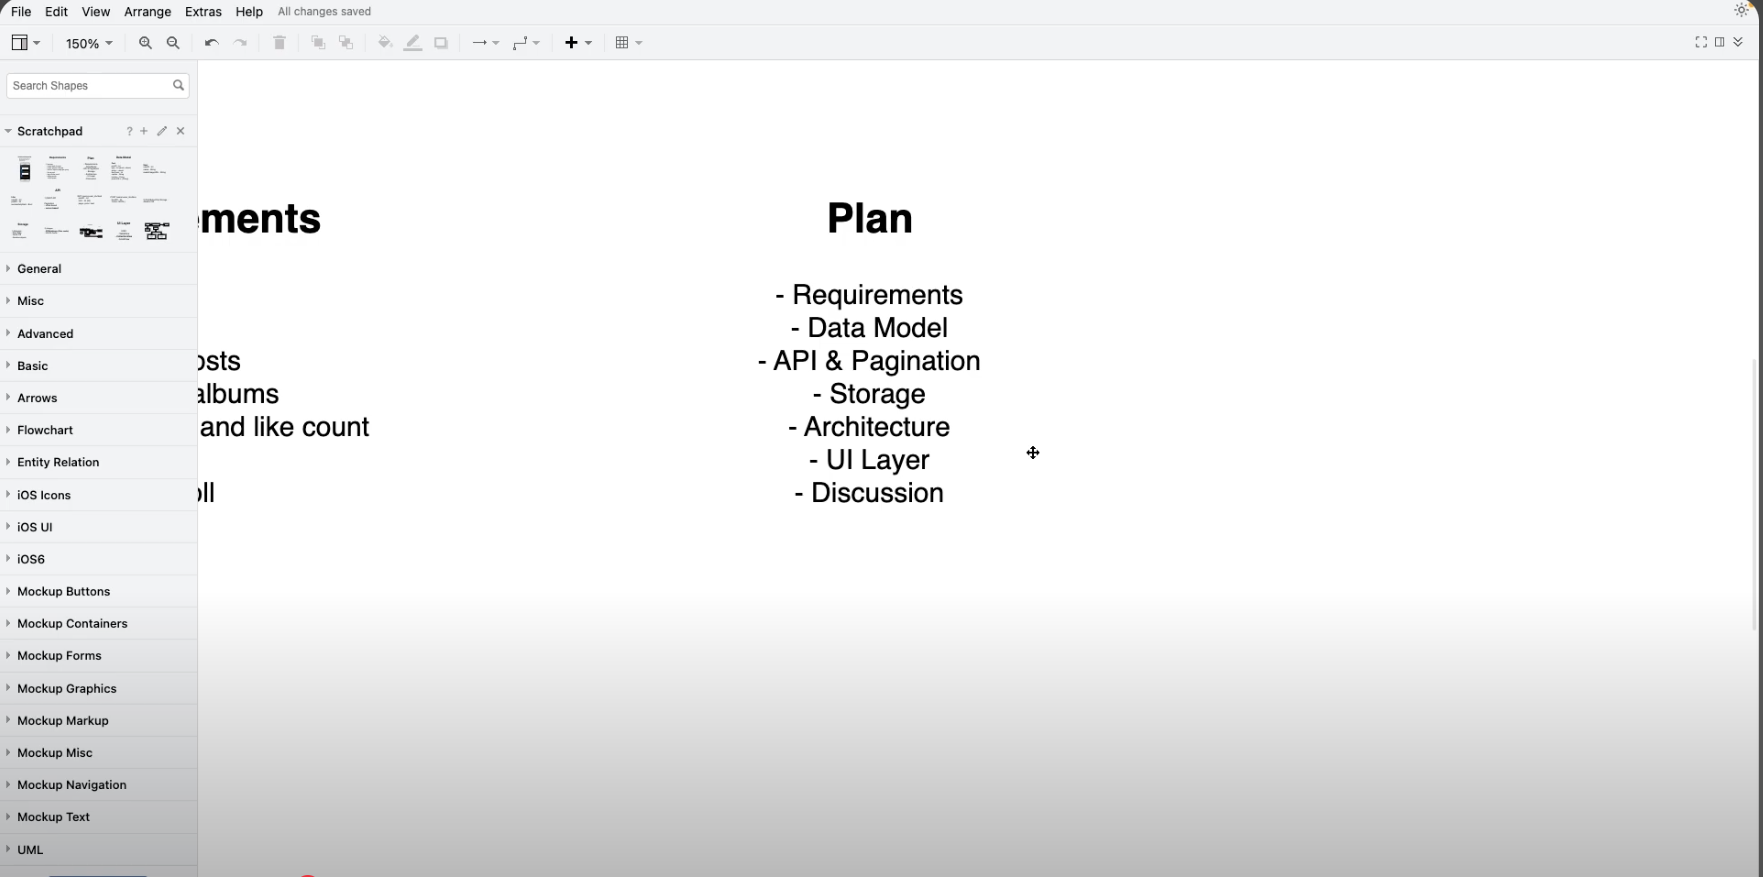 File Edit View Arrange Extras Help All changes saved
150%
Search Shapes
Scratchpad ? + ×
General
Misc
Advanced
Basic
Arrows
Flowchart
Entity Relation
iOS Icons
iOS UI
iOS6
Mockup Buttons
Mockup Containers
Mockup Forms
Mockup Graphics
Mockup Markup
Mockup Misc
Mockup Navigation
Mockup Text
UML
ements
osts
albums
and like count
oll
Plan
- Requirements
- Data Model
- API & Pagination
- Storage
- Architecture
- UI Layer
- Discussion